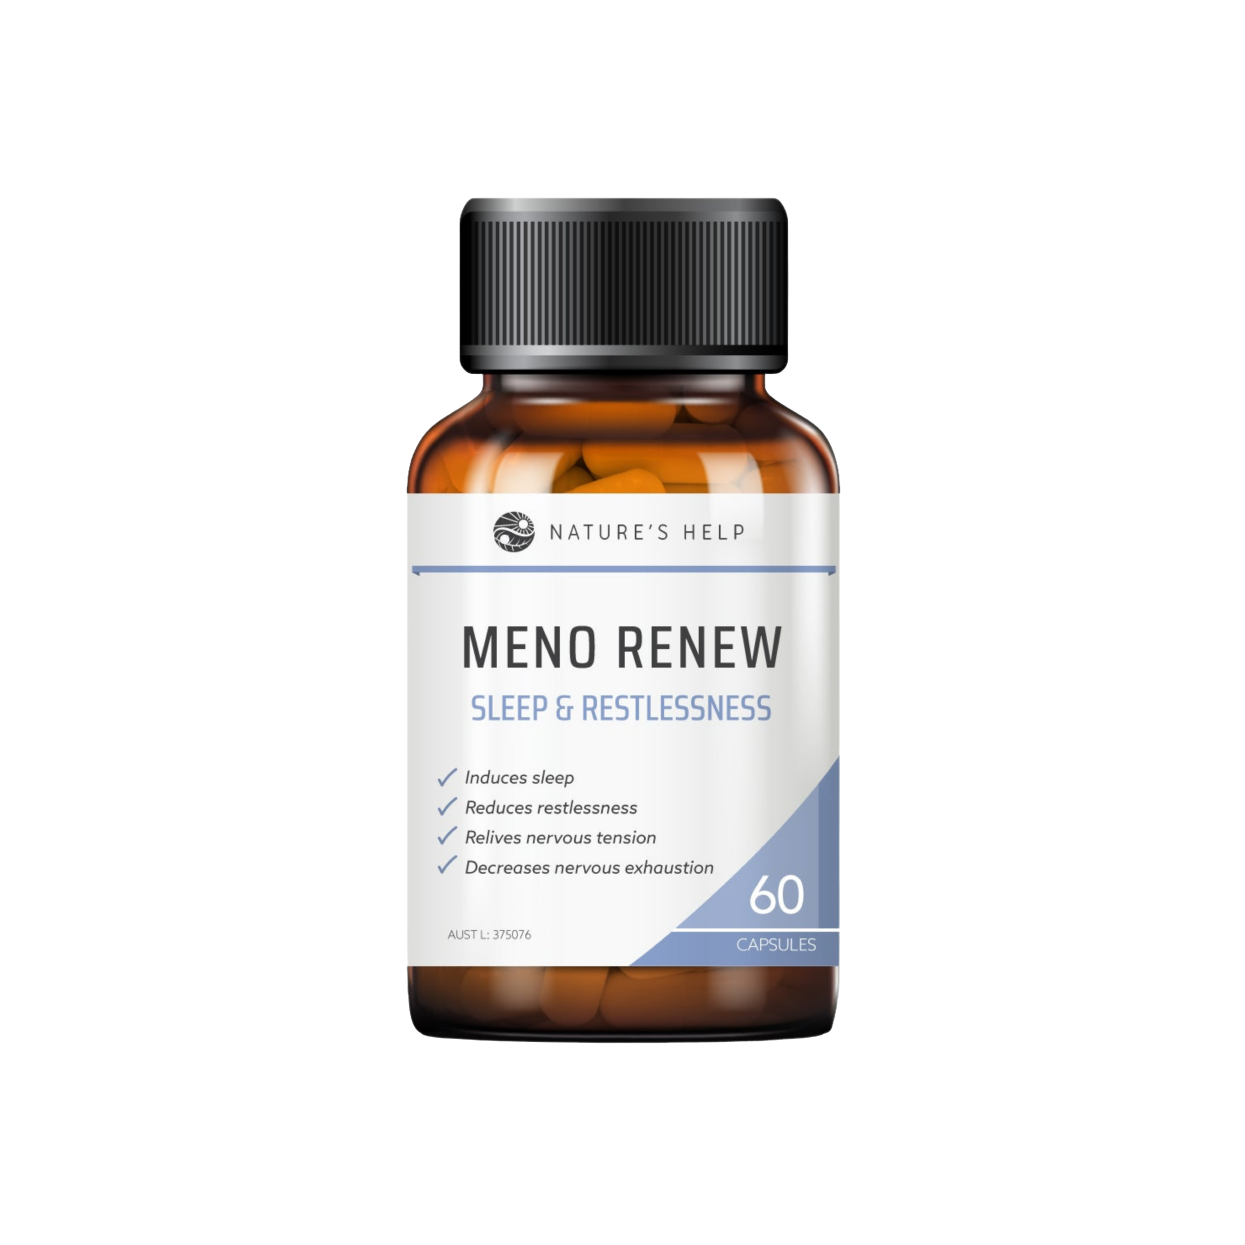 NATURE'S HELP
MENO RENEW
SLEEP & RESTLESSNESS
✓ Induces sleep
✓ Reduces restlessness
✓ Relives nervous tension
✓ Decreases nervous exhaustion
60
CAPSULES
AUST L: 375076